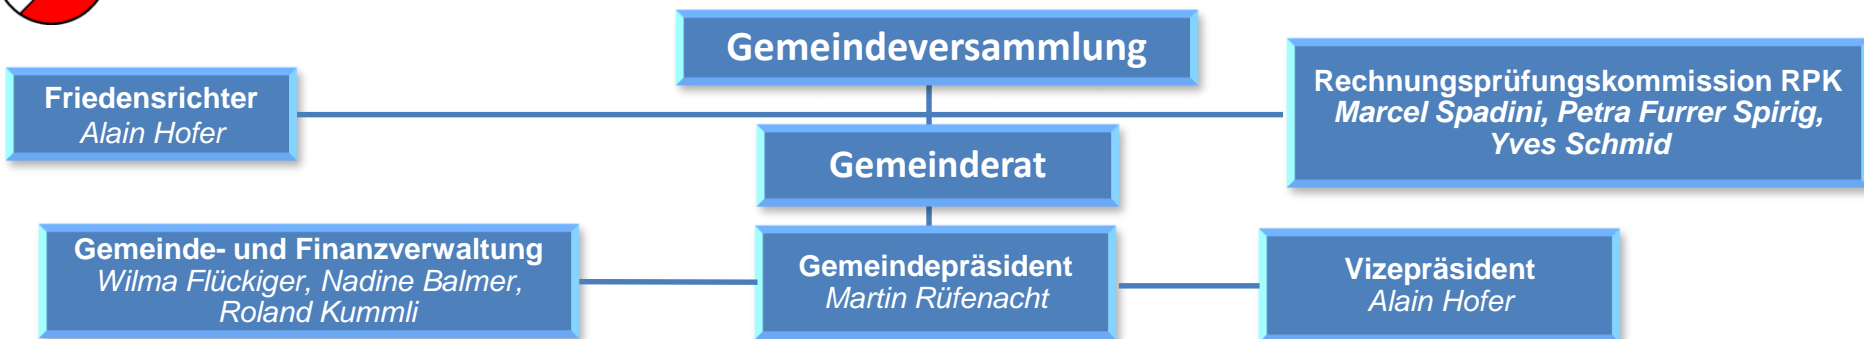 Gemeindeversammlung
Friedensrichter
Alain Hofer
Rechnungsprüfungskommission RPK
Marcel Spadini, Petra Furrer Spirig,
Yves Schmid
Gemeinderat
Gemeinde- und Finanzverwaltung
Wilma Flückiger, Nadine Balmer,
Roland Kummli
Gemeindepräsident
Martin Rüfenacht
Vizepräsident
Alain Hofer